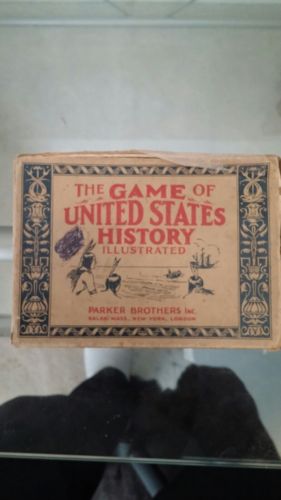 THE GAME OF
UNITED STATES
HISTORY
ILLUSTRATED
PARKER BROTHERS INC.
SALEM, MASS., NEW YORK, LONDON